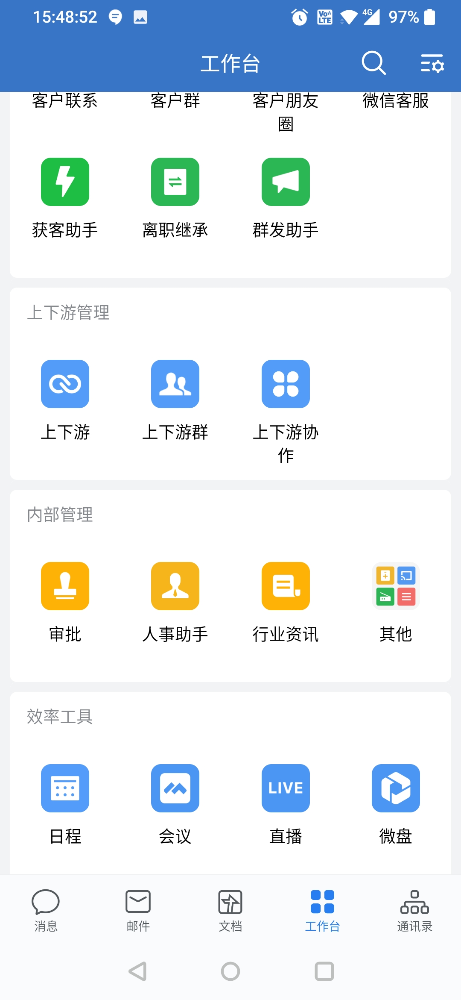 15:48:52
VoLTE
4G
97%
工作台
客户联系 客户群 客户朋友圈 微信客服
获客助手 离职继承 群发助手
上下游管理
上下游 上下游群 上下游协作
内部管理
审批 人事助手 行业资讯 其他
效率工具
LIVE
日程 会议 直播 微盘
消息 邮件 文档 工作台 通讯录